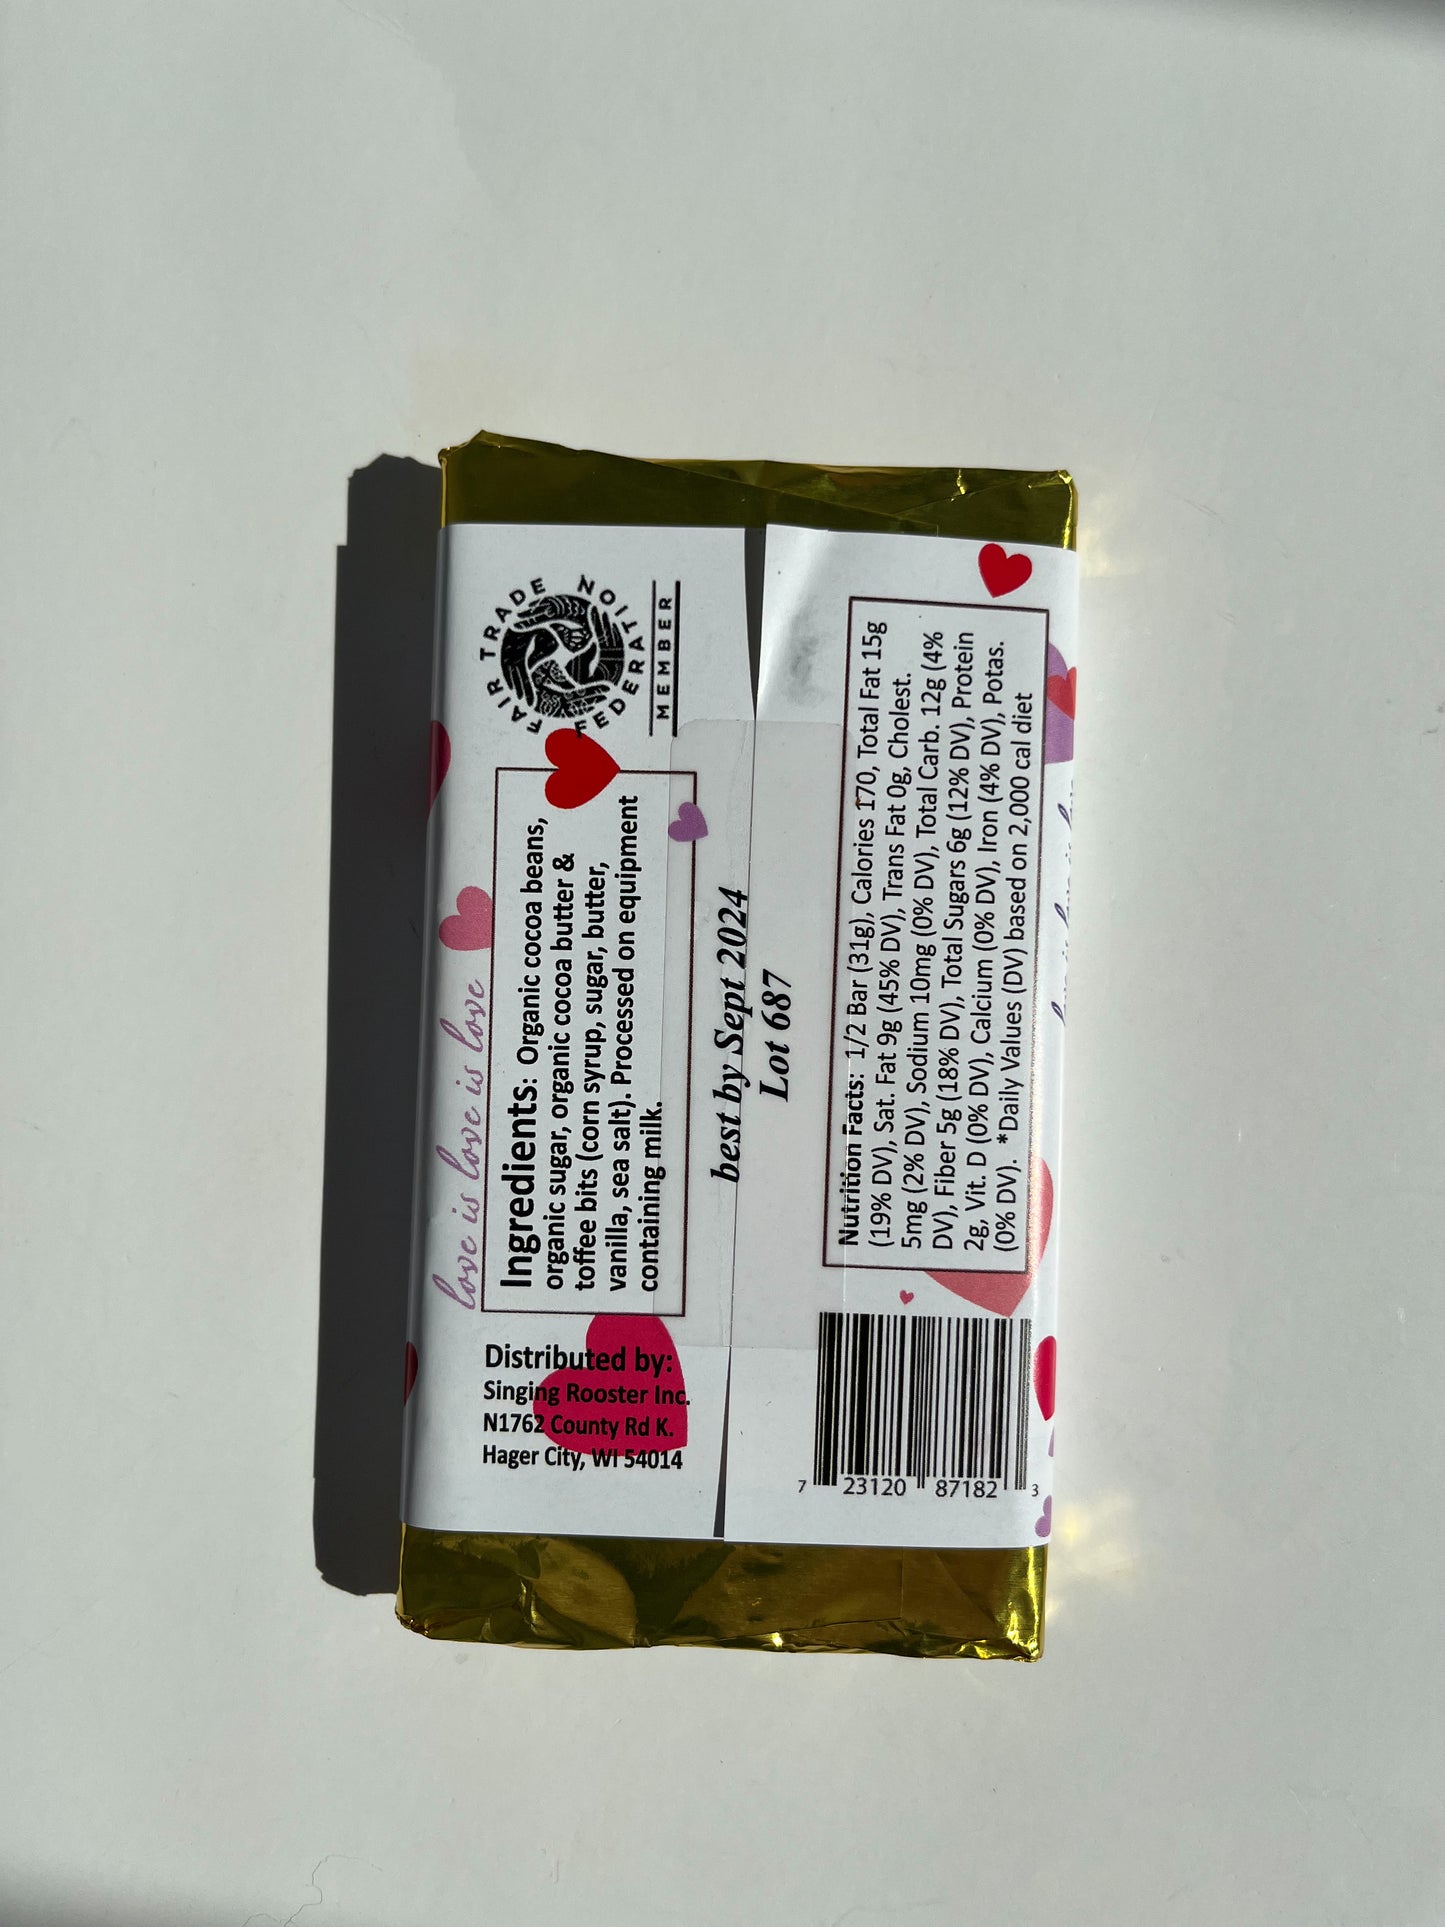 love is love is love is love
FAIR TRADE
FEDERATION
MEMBER
Ingredients: Organic cocoa beans,
organic sugar, organic cocoa butter &
toffee bits (corn syrup, sugar, butter,
vanilla, sea salt). Processed on equipment
containing milk.
Distributed by:
Singing Rooster Inc.
N1762 County Rd K.
Hager City, WI 54014
best by Sept 2024
Lot 687
Nutrition Facts: 1/2 Bar (31g), Calories 170, Total Fat 15g
(19% DV), Sat. Fat 9g (45% DV), Trans Fat 0g, Cholest.
5mg (2% DV), Sodium 10mg (0% DV), Total Carb. 12g (4%
DV), Fiber 5g (18% DV), Total Sugars 6g (12% DV), Protein
2g, Vit. D (0% DV), Calcium (0% DV), Iron (4% DV), Potas.
(0% DV). *Daily Values (DV) based on 2,000 cal diet
7 23120 87182 3